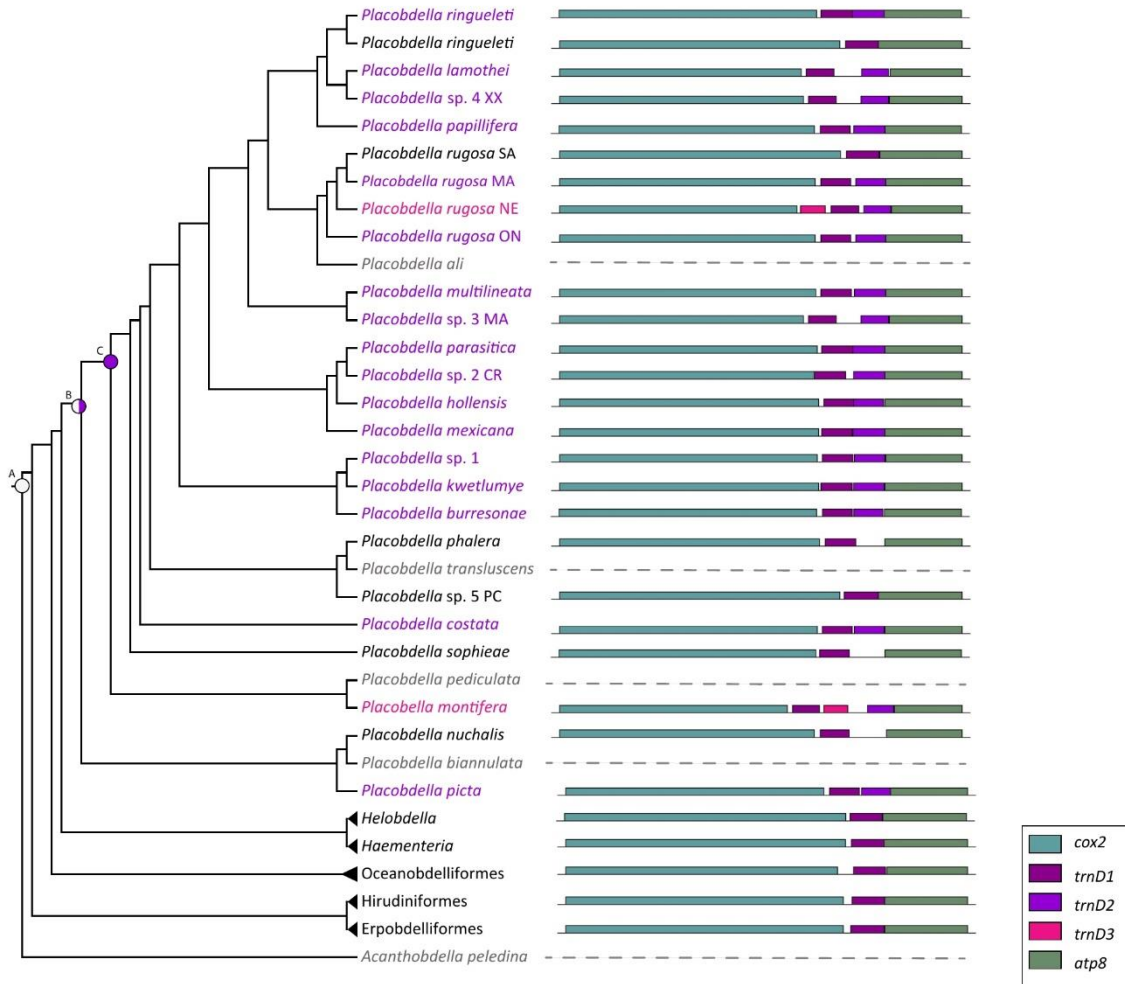 Placobdella ringueleti
Placobdella ringueleti
Placobdella lamothei
Placobdella sp. 4 XX
Placobdella papillifera
Placobdella rugosa SA
Placobdella rugosa MA
Placobdella rugosa NE
Placobdella rugosa ON
Placobdella ali
Placobdella multilineata
Placobdella sp. 3 MA
Placobdella parasitica
Placobdella sp. 2 CR
Placobdella hollensis
Placobdella mexicana
Placobdella sp. 1
Placobdella kwetlumye
Placobdella burresonae
Placobdella phalera
Placobdella transluscens
Placobdella sp. 5 PC
Placobdella costata
Placobdella sophieae
Placobdella pediculata
Placobella montifera
Placobdella nuchalis
Placobdella biannulata
Placobdella picta
Helobdella
Haementeria
Oceanobdelliformes
Hirudiniformes
Erpobdelliformes
Acanthobdella peledina
C
B
A
cox2
trnD1
trnD2
trnD3
atp8